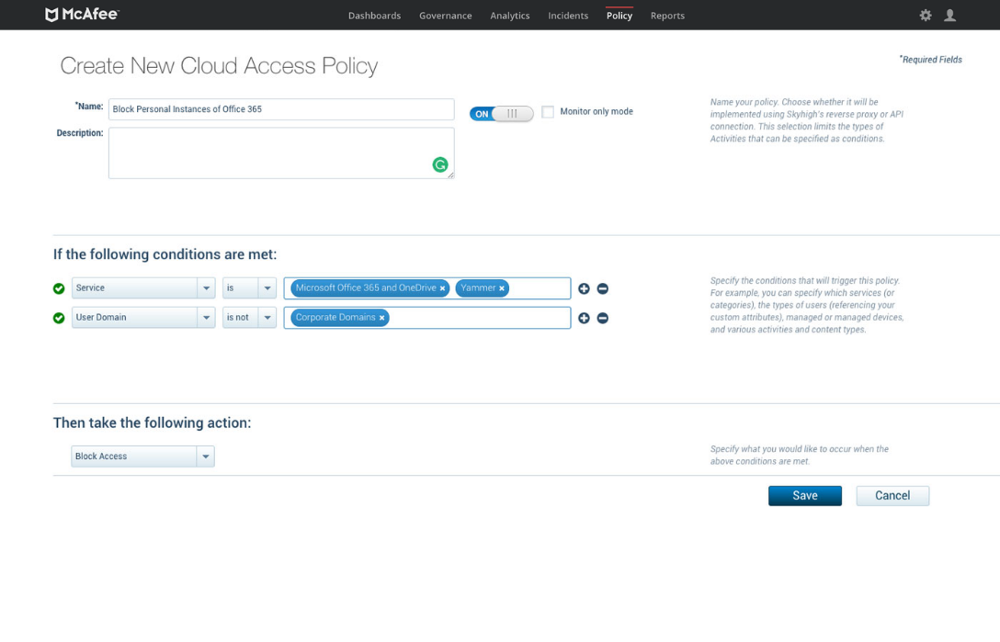 McAfee™
Dashboards Governance Analytics Incidents Policy Reports
Create New Cloud Access Policy
*Required Fields
*Name: Block Personal Instances of Office 365
ON
Monitor only mode
Name your policy. Choose whether it will be
implemented using Skyhigh's reverse proxy or API
connection. This selection limits the types of
Activities that can be specified as conditions.
Description:
If the following conditions are met:
Service is Microsoft Office 365 and OneDrive × Yammer ×
User Domain is not Corporate Domains ×
Specify the conditions that will trigger this policy.
For example, you can specify which services (or
categories), the types of users (referencing your
custom attributes), managed or managed devices,
and various activities and content types.
Then take the following action:
Block Access
Specify what you would like to occur when the
above conditions are met.
Save Cancel